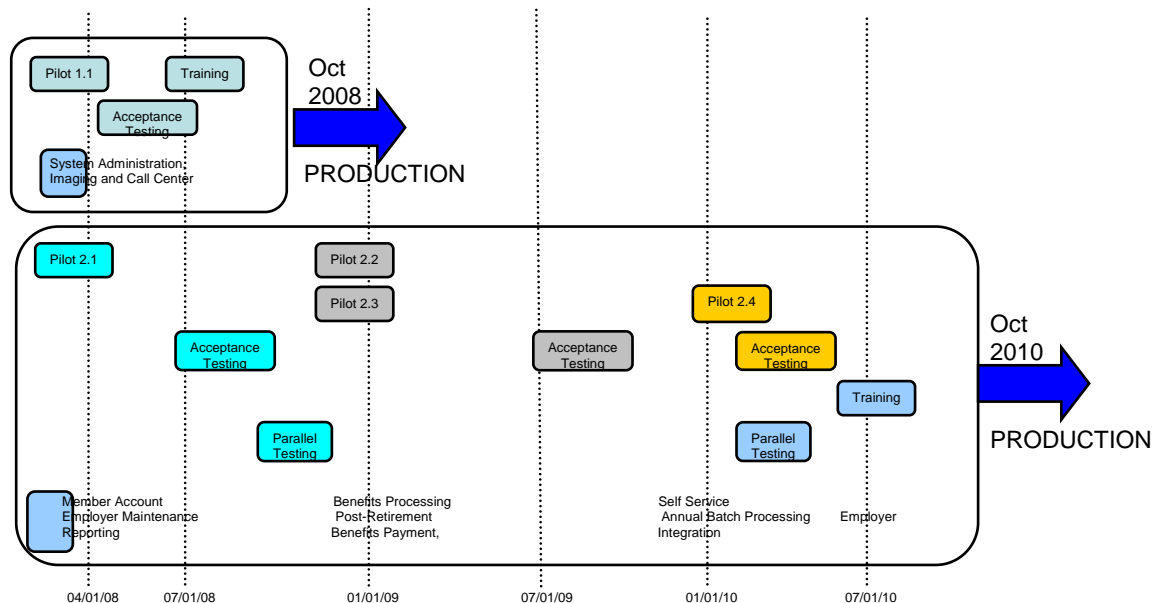 Pilot 1.1
Training
Acceptance
Testing
System Administration,
Imaging and Call Center
Oct
2008
PRODUCTION
Pilot 2.1
Pilot 2.2
Pilot 2.3
Pilot 2.4
Acceptance
Testing
Acceptance
Testing
Acceptance
Testing
Training
Parallel
Testing
Parallel
Testing
Member Account
Employer Maintenance
Reporting
Benefits Processing
Post-Retirement
Benefits Payment,
Self Service
Annual Batch Processing
Integration
Employer
Oct
2010
PRODUCTION
04/01/08
07/01/08
01/01/09
07/01/09
01/01/10
07/01/10